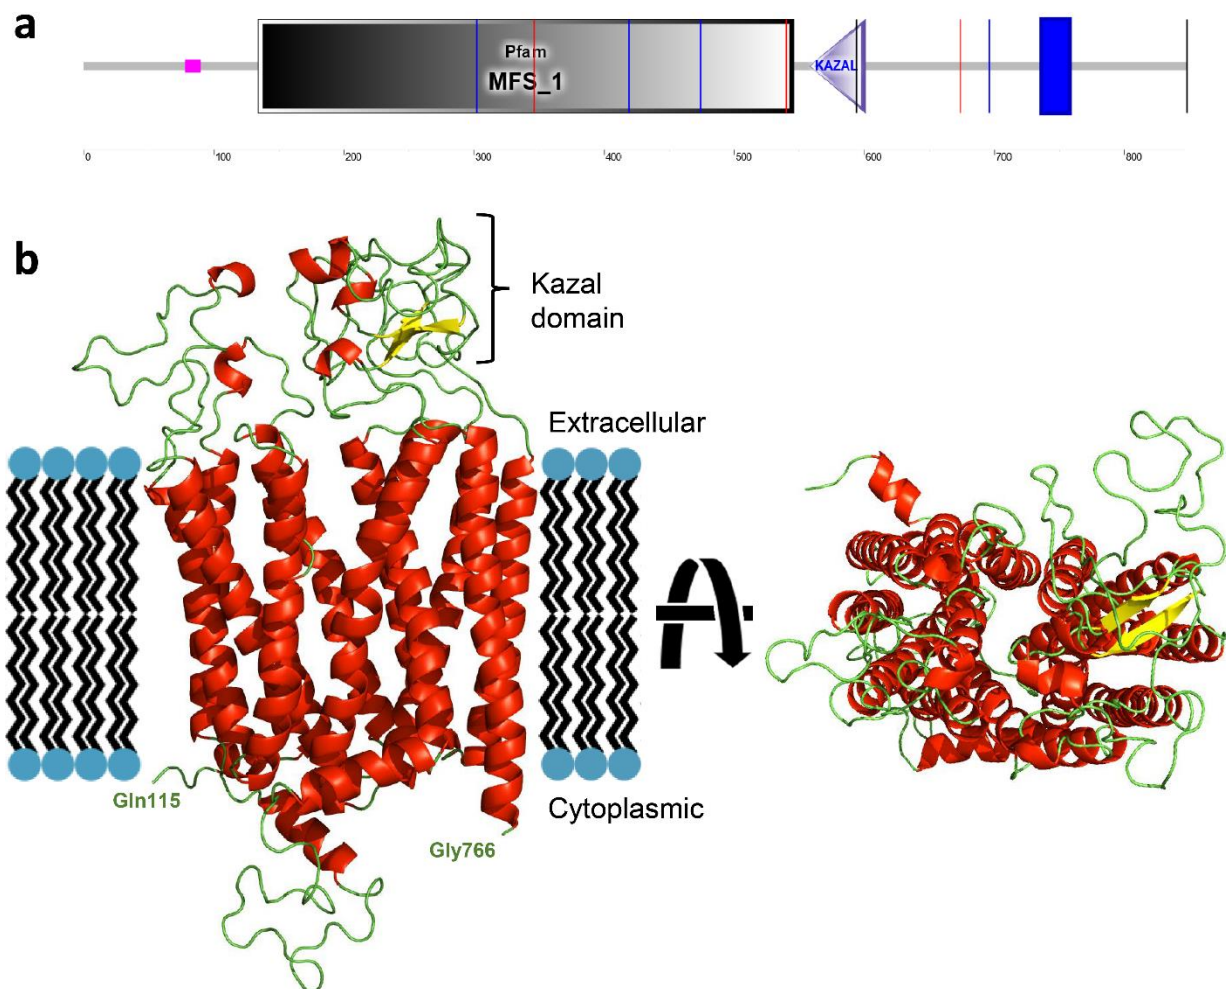 a
Pfam
MFS_1
KAZAL
0 100 200 300 400 500 600 700 800
b
Kazal
domain
Extracellular
Gln115
Cytoplasmic
Gly766